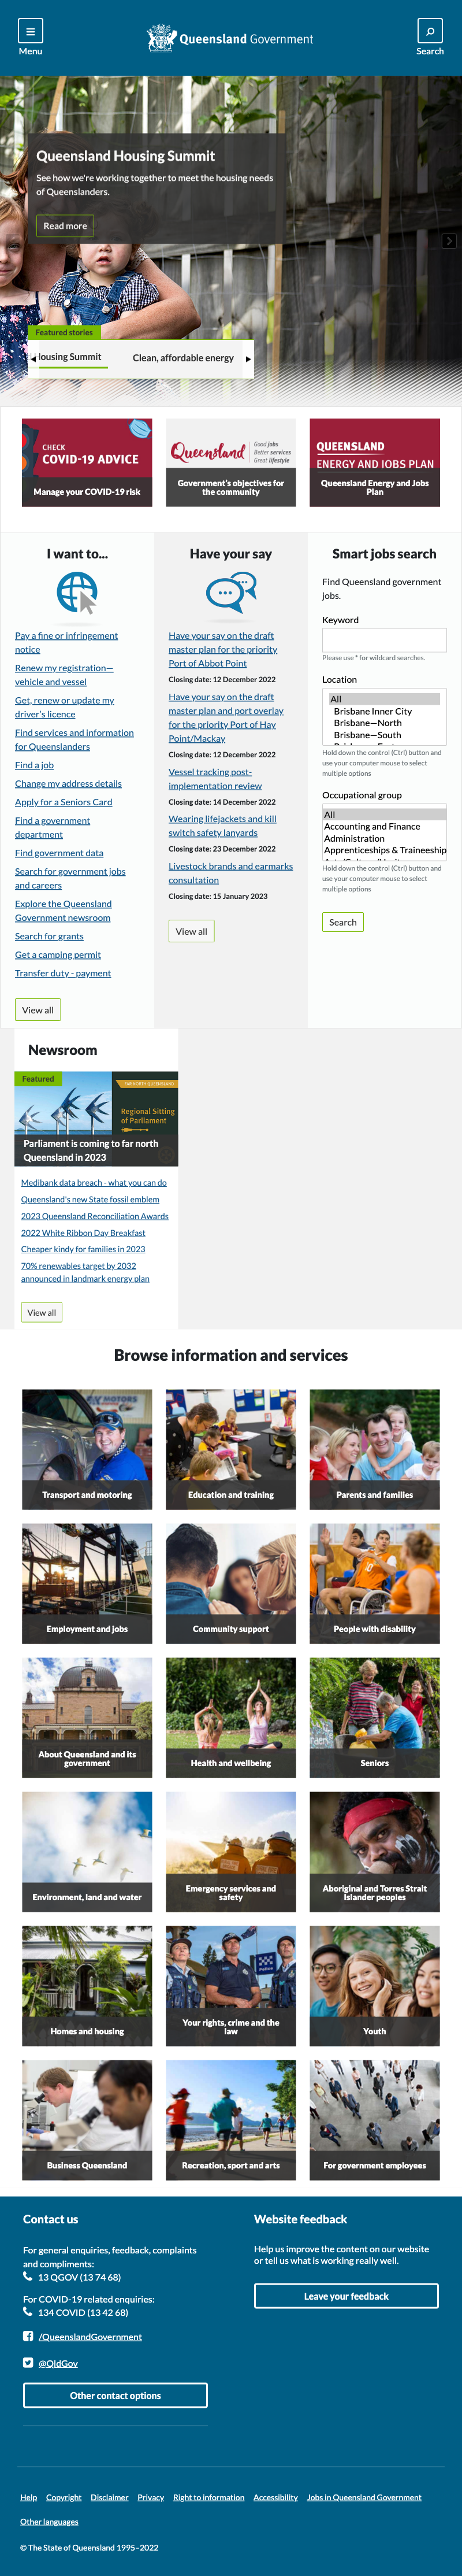 Menu
Queensland Government
Search
Queensland Housing Summit
See how we're working together to meet the housing needs
of Queenslanders.
Read more
Featured stories
Housing Summit
Clean, affordable energy
CHECK
COVID-19 ADVICE
Manage your COVID-19 risk
Queensland
Good jobs
Better services
Great lifestyle
Government's objectives for
the community
QUEENSLAND
ENERGY AND JOBS PLAN
Queensland Energy and Jobs
Plan
I want to...
Pay a fine or infringement
notice
Renew my registration—
vehicle and vessel
Get, renew or update my
driver's licence
Find services and information
for Queenslanders
Find a job
Change my address details
Apply for a Seniors Card
Find a government
department
Find government data
Search for government jobs
and careers
Explore the Queensland
Government newsroom
Search for grants
Get a camping permit
Transfer duty - payment
View all
Have your say
Have your say on the draft
master plan for the priority
Port of Abbot Point
Closing date: 12 December 2022
Have your say on the draft
master plan and port overlay
for the priority Port of Hay
Point/Mackay
Closing date: 12 December 2022
Vessel tracking post-
implementation review
Closing date: 14 December 2022
Wearing lifejackets and kill
switch safety lanyards
Closing date: 23 December 2022
Livestock brands and earmarks
consultation
Closing date: 15 January 2023
View all
Smart jobs search
Find Queensland government
jobs.
Keyword
Please use * for wildcard searches.
Location
All
Brisbane Inner City
Brisbane—North
Brisbane—South
Hold down the control (Ctrl) button and
use your computer mouse to select
multiple options
Occupational group
All
Accounting and Finance
Administration
Apprenticeships & Traineeship
Hold down the control (Ctrl) button and
use your computer mouse to select
multiple options
Search
Newsroom
Featured
Regional Sitting
of Parliament
Parliament is coming to far north
Queensland in 2023
Medibank data breach - what you can do
Queensland's new State fossil emblem
2023 Queensland Reconciliation Awards
2022 White Ribbon Day Breakfast
Cheaper kindy for families in 2023
70% renewables target by 2032
announced in landmark energy plan
View all
Browse information and services
Transport and motoring
Education and training
Parents and families
Employment and jobs
Community support
People with disability
About Queensland and its
government
Health and wellbeing
Seniors
Environment, land and water
Emergency services and
safety
Aboriginal and Torres Strait
Islander peoples
Homes and housing
Your rights, crime and the
law
Youth
Business Queensland
Recreation, sport and arts
For government employees
Contact us
For general enquiries, feedback, complaints
and compliments:
13 QGOV (13 74 68)
For COVID-19 related enquiries:
134 COVID (13 42 68)
/QueenslandGovernment
@QldGov
Other contact options
Website feedback
Help us improve the content on our website
or tell us what is working really well.
Leave your feedback
Help Copyright Disclaimer Privacy Right to information Accessibility Jobs in Queensland Government
Other languages
© The State of Queensland 1995–2022